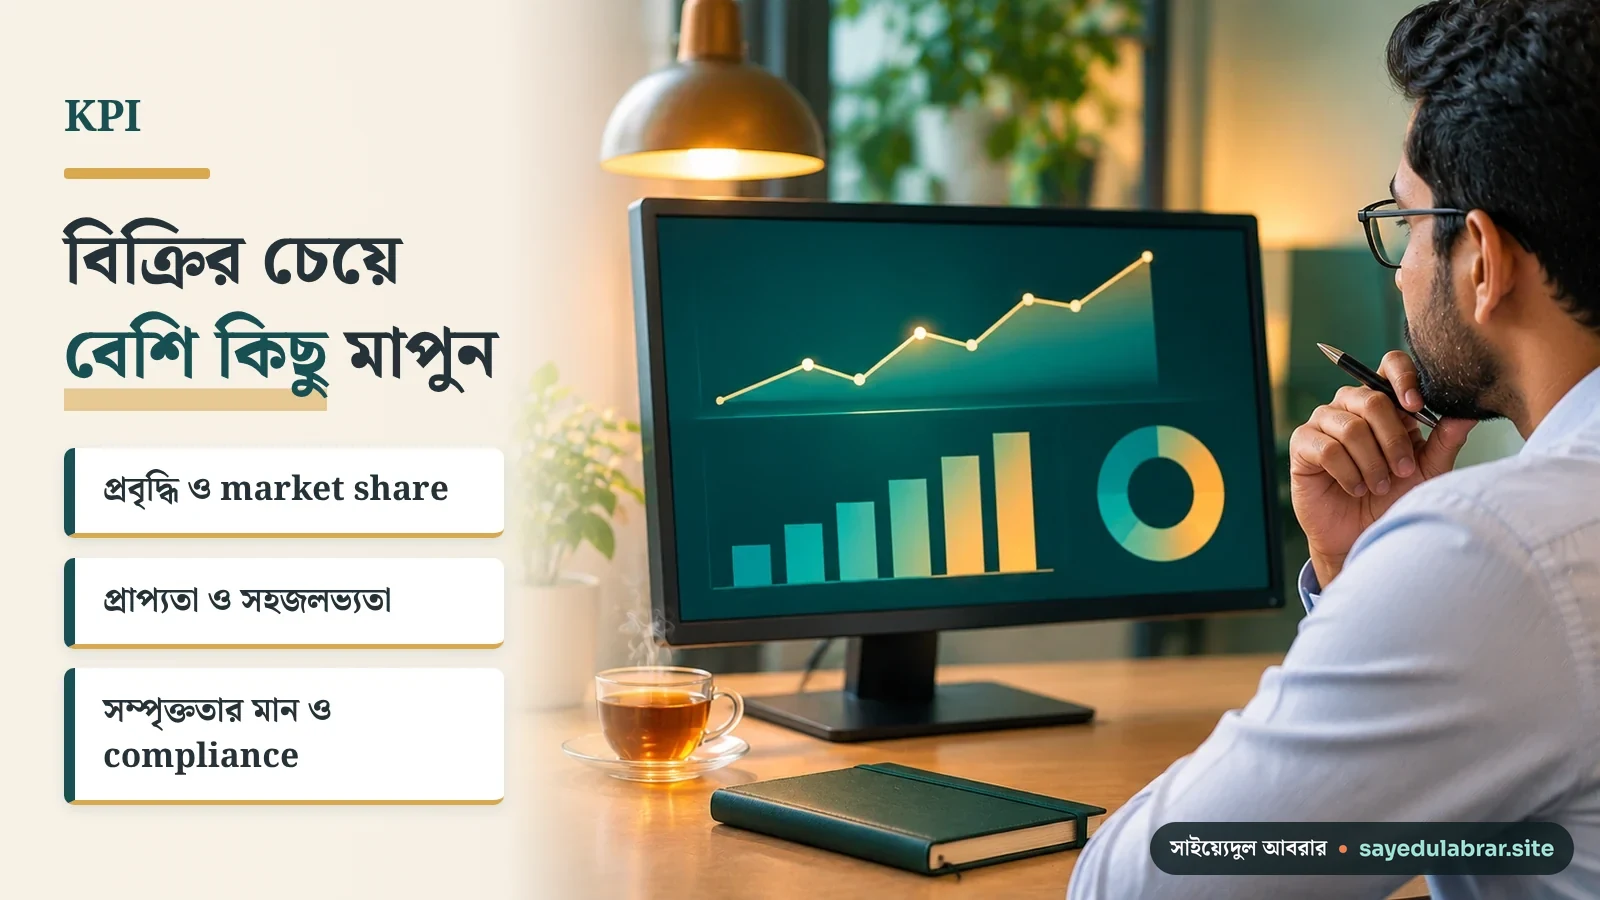 KPI
বিক্রির চেয়ে
বেশি কিছু মাপুন
প্রবৃদ্ধি ও market share
প্রাপ্যতা ও সহজলভ্যতা
সম্পৃক্ততার মান ও
compliance
সাইয়্যেদুল আবরার • sayedulabrar.site